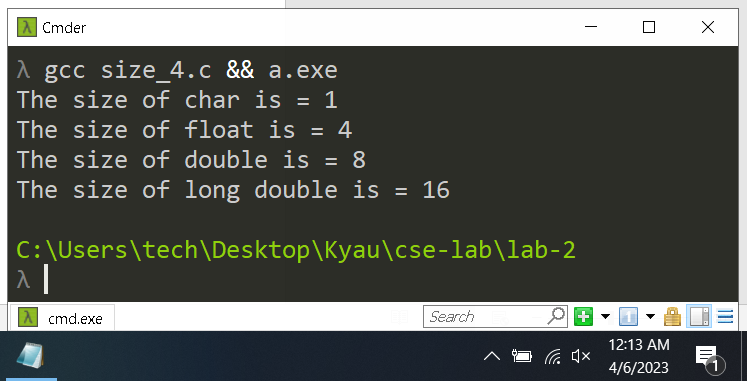 Cmder
λ gcc size_4.c && a.exe
The size of char is = 1
The size of float is = 4
The size of double is = 8
The size of long double is = 16
C:\Users\tech\Desktop\Kyau\cse-lab\lab-2
λ
cmd.exe
Search
1
12:13 AM
4/6/2023
1